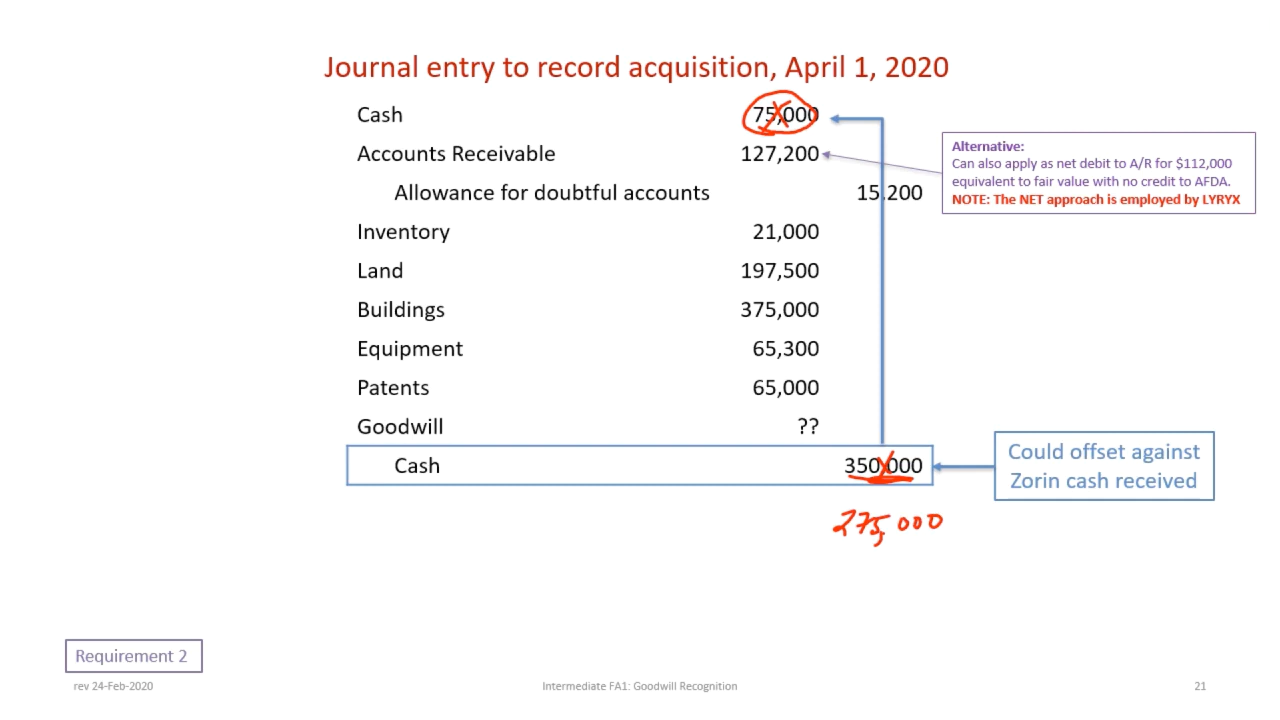 Journal entry to record acquisition, April 1, 2020
Cash 75,000
Accounts Receivable 127,200
Allowance for doubtful accounts 15,200
Inventory 21,000
Land 197,500
Buildings 375,000
Equipment 65,300
Patents 65,000
Goodwill ??
Cash 350,000
275,000
Alternative:
Can also apply as net debit to A/R for $112,000
equivalent to fair value with no credit to AFDA.
NOTE: The NET approach is employed by LYRYX
Could offset against
Zorin cash received
Requirement 2
rev 24-Feb-2020
Intermediate FA1: Goodwill Recognition
21